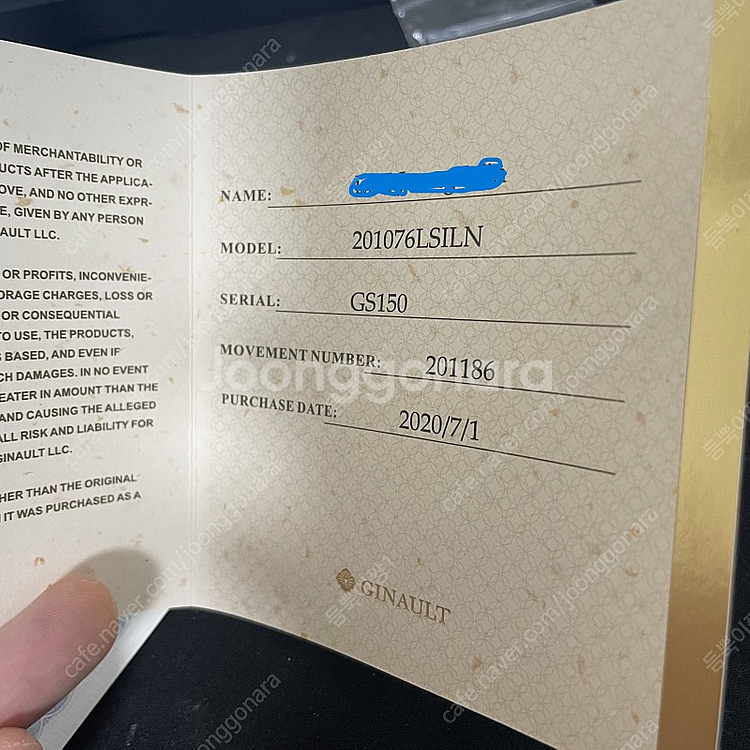 OF MERCHANTABILITY OR
UCTS AFTER THE APPLICA-
OVE, AND NO OTHER EXPR-
E, GIVEN BY ANY PERSON
AULT LLC.
OR PROFITS, INCONVENIE-
ORAGE CHARGES, LOSS OR
OR CONSEQUENTIAL
TO USE, THE PRODUCTS,
S BASED, AND EVEN IF
CH DAMAGES. IN NO EVENT
EATER IN AMOUNT THAN THE
AND CAUSING THE ALLEGED
ALL RISK AND LIABILITY FOR
GINAULT LLC.
HER THAN THE ORIGINAL
IT WAS PURCHASED AS A
NAME:
MODEL: 201076LSILN
SERIAL: GS150
MOVEMENT NUMBER: 201186
PURCHASE DATE: 2020/7/1
GINAULT
Joonggonara
cafe.naver.com/joonggonara